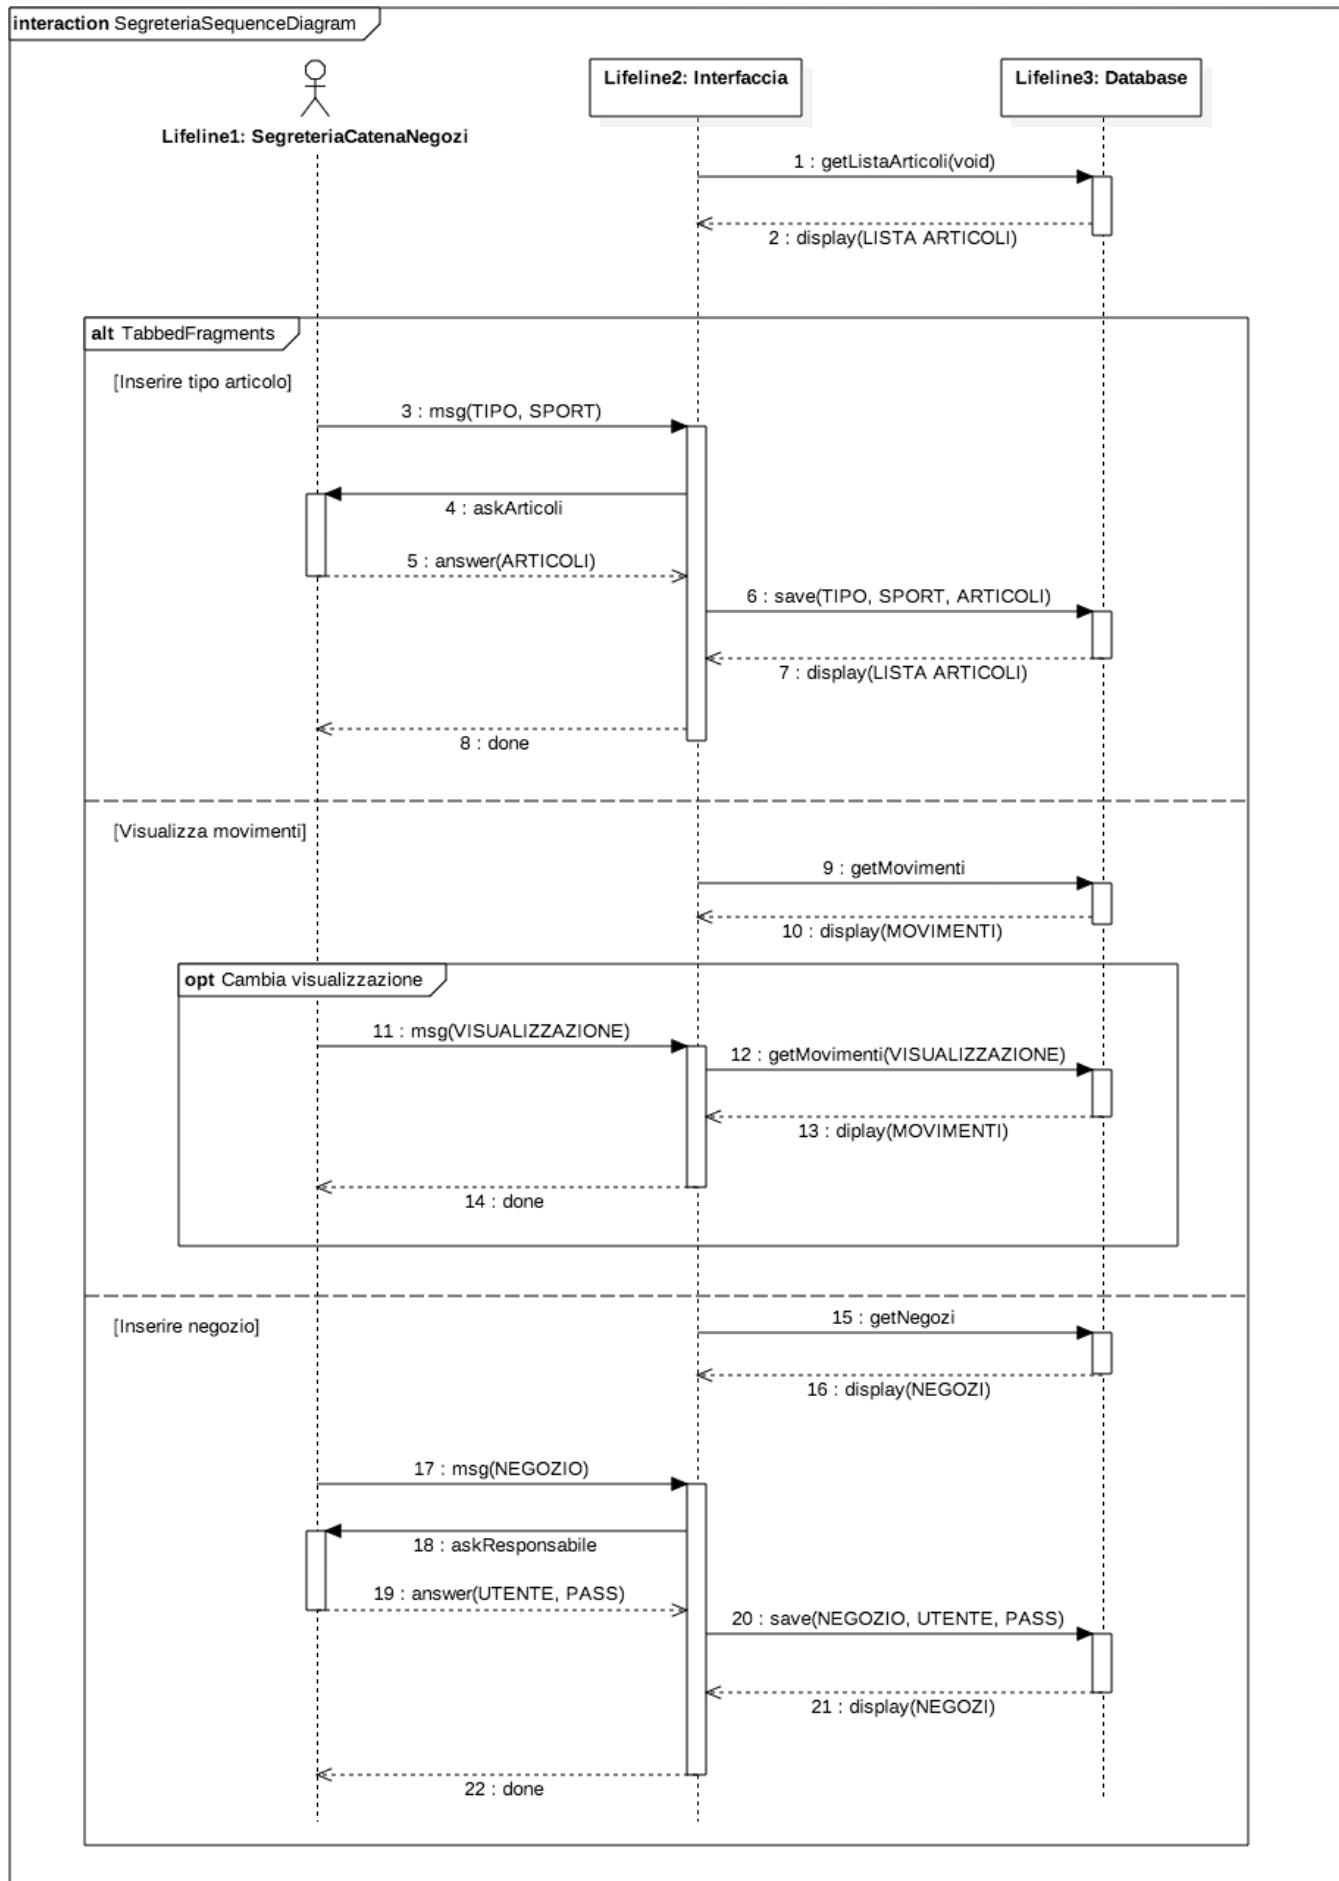 interaction SegreteriaSequenceDiagram
Lifeline1: SegreteriaCatenaNegozi
Lifeline2: Interfaccia
Lifeline3: Database
1 : getListaArticoli(void)
2 : display(LISTA ARTICOLI)
alt TabbedFragments
[Inserire tipo articolo]
3 : msg(TIPO, SPORT)
4 : askArticoli
5 : answer(ARTICOLI)
6 : save(TIPO, SPORT, ARTICOLI)
7 : display(LISTA ARTICOLI)
8 : done
[Visualizza movimenti]
9 : getMovimenti
10 : display(MOVIMENTI)
opt Cambia visualizzazione
11 : msg(VISUALIZZAZIONE)
12 : getMovimenti(VISUALIZZAZIONE)
13 : diplay(MOVIMENTI)
14 : done
[Inserire negozio]
15 : getNegozi
16 : display(NEGOZI)
17 : msg(NEGOZIO)
18 : askResponsabile
19 : answer(UTENTE, PASS)
20 : save(NEGOZIO, UTENTE, PASS)
21 : display(NEGOZI)
22 : done